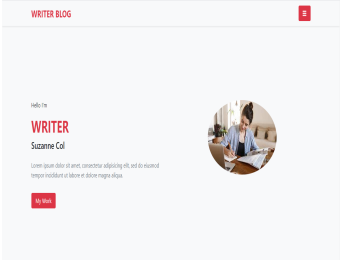 WRITER BLOG
Hello I'm
WRITER
Suzanne Col
Lorem ipsum dolor sit amet, consectetur adipisicing elit, sed do eiusmod
tempor incididunt ut labore et dolore magna aliqua.
My Work